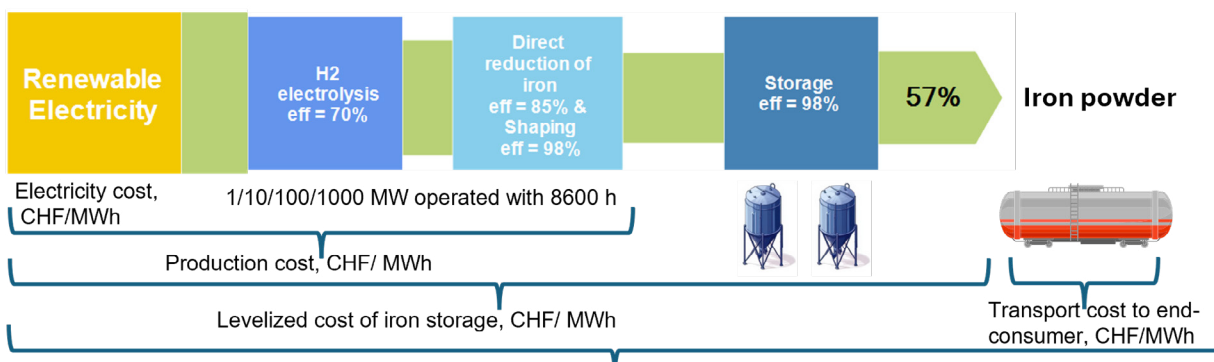 Renewable
Electricity
H2
electrolysis
eff = 70%
Direct
reduction of
iron
eff = 85% &
Shaping
eff = 98%
Storage
eff = 98%
57%
Iron powder
Electricity cost,
CHF/MWh
1/10/100/1000 MW operated with 8600 h
Production cost, CHF/ MWh
Levelized cost of iron storage, CHF/ MWh
Transport cost to end-
consumer, CHF/MWh